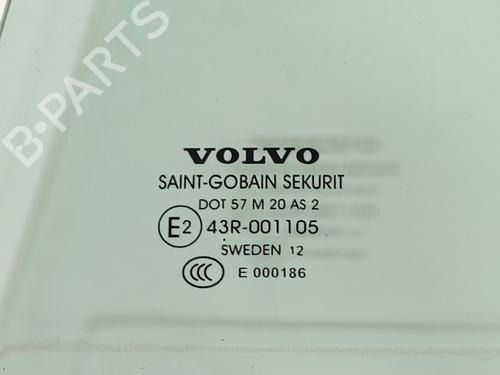 B-PARTS
VOLVO
SAINT-GOBAIN SEKURIT
DOT 57 M 20 AS 2
E2 43R-001105
SWEDEN 12
CCC E 000186